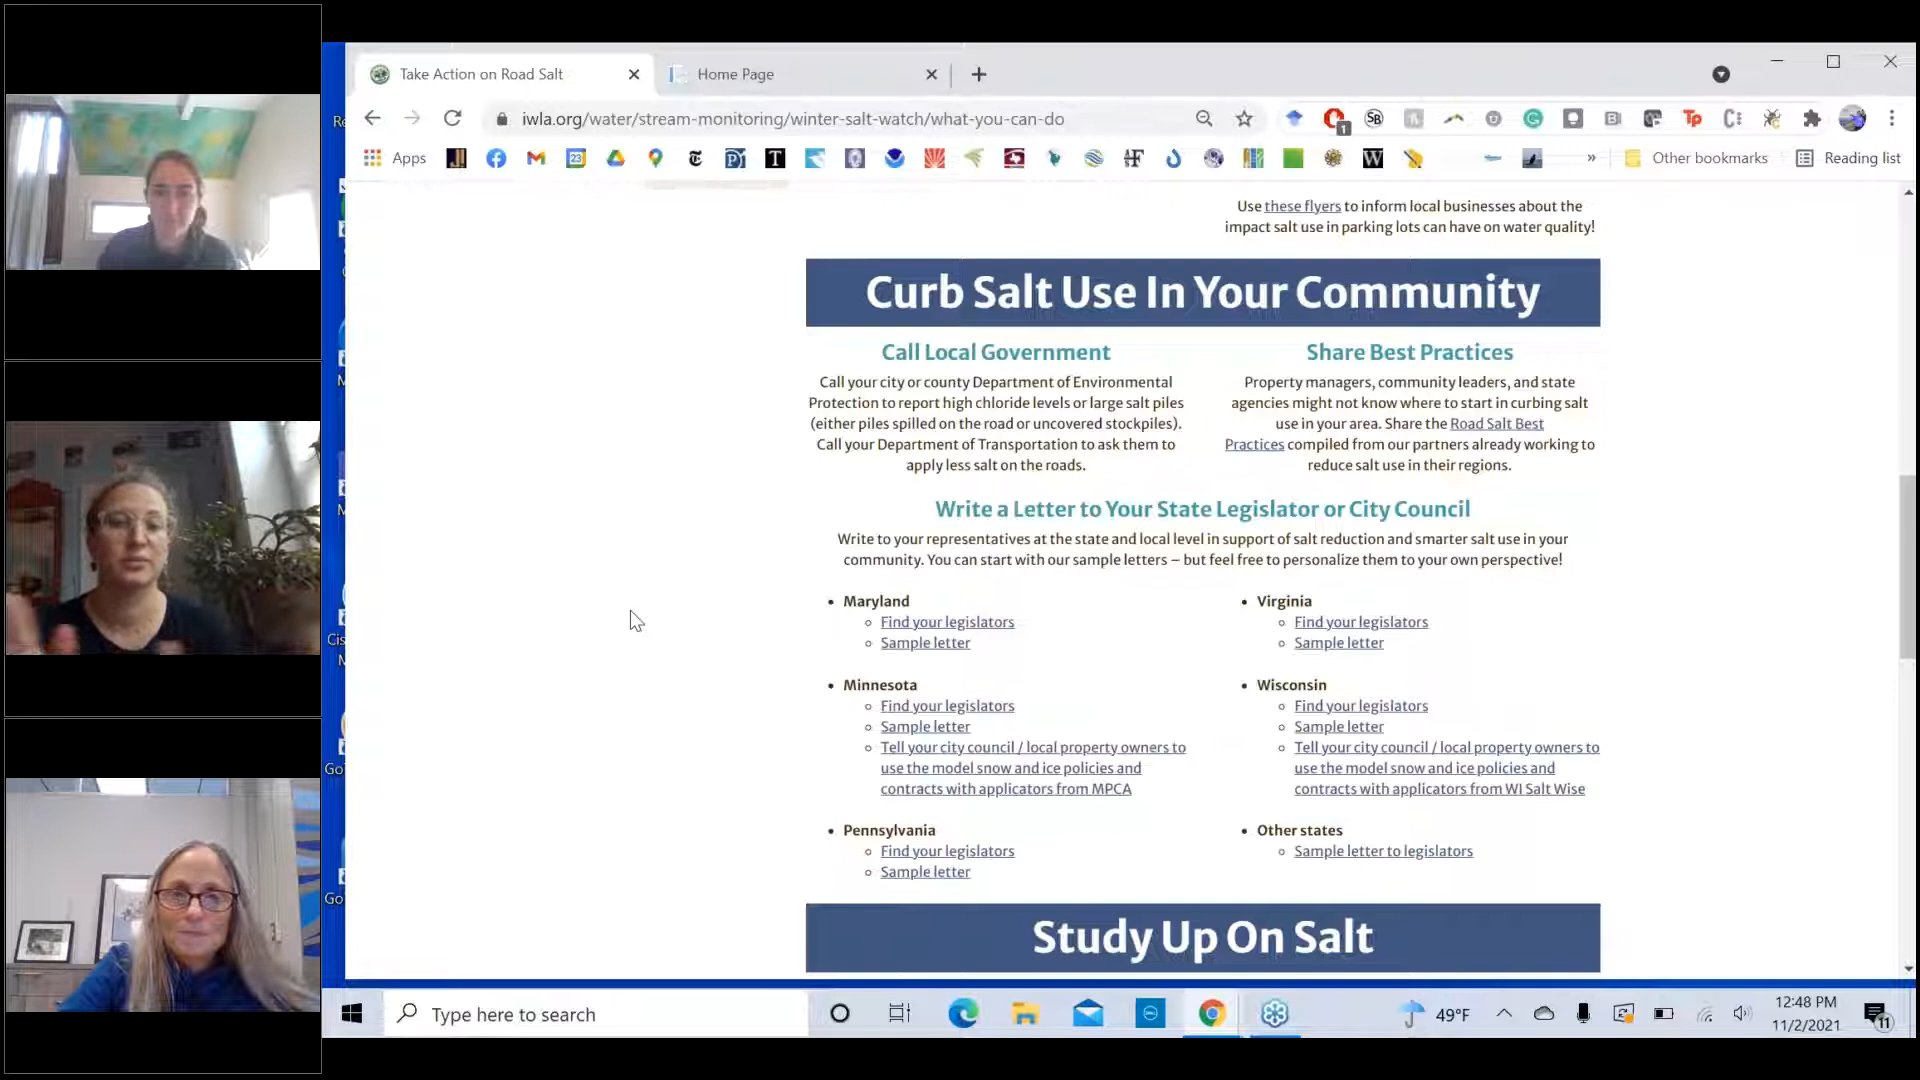 Take Action on Road Salt
Home Page
iwla.org/water/stream-monitoring/winter-salt-watch/what-you-can-do
Apps
Other bookmarks
Reading list
Use these flyers to inform local businesses about the
impact salt use in parking lots can have on water quality!
Curb Salt Use In Your Community
Call Local Government
Call your city or county Department of Environmental
Protection to report high chloride levels or large salt piles
(either piles spilled on the road or uncovered stockpiles).
Call your Department of Transportation to ask them to
apply less salt on the roads.
Share Best Practices
Property managers, community leaders, and state
agencies might not know where to start in curbing salt
use in your area. Share the Road Salt Best
Practices compiled from our partners already working to
reduce salt use in their regions.
Write a Letter to Your State Legislator or City Council
Write to your representatives at the state and local level in support of salt reduction and smarter salt use in your
community. You can start with our sample letters – but feel free to personalize them to your own perspective!
Maryland
Find your legislators
Sample letter
Minnesota
Find your legislators
Sample letter
Tell your city council / local property owners to
use the model snow and ice policies and
contracts with applicators from MPCA
Pennsylvania
Find your legislators
Sample letter
Virginia
Find your legislators
Sample letter
Wisconsin
Find your legislators
Sample letter
Tell your city council / local property owners to
use the model snow and ice policies and
contracts with applicators from WI Salt Wise
Other states
Sample letter to legislators
Study Up On Salt
Type here to search
49°F
12:48 PM
11/2/2021
11